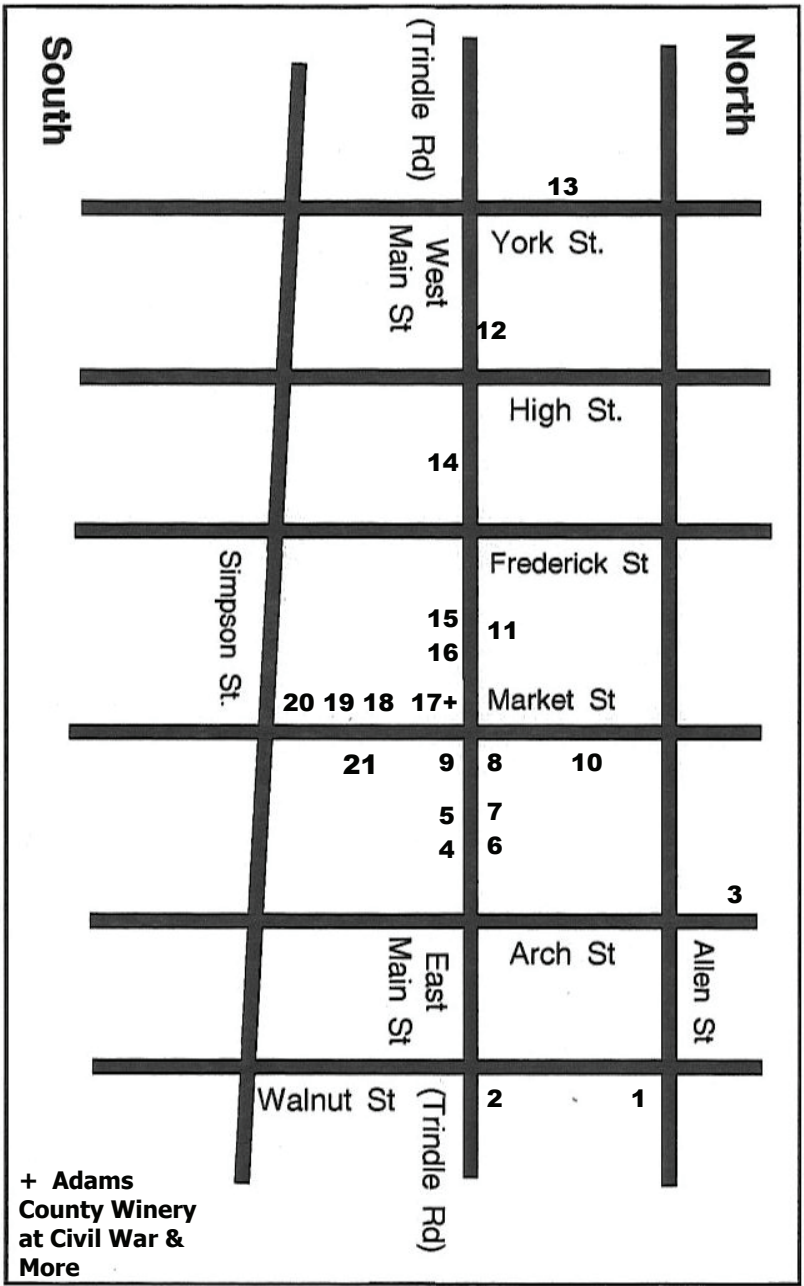 South
(Trindle Rd)
North
13
West
Main St
York St.
12
High St.
14
Simpson St.
Frederick St
15
11
16
20 19 18 17+
Market St
21
9
8
10
5
7
4
6
3
East
Main St
Arch St
Allen St
Walnut St
(Trindle Rd)
2
1
+ Adams
County Winery
at Civil War &
More